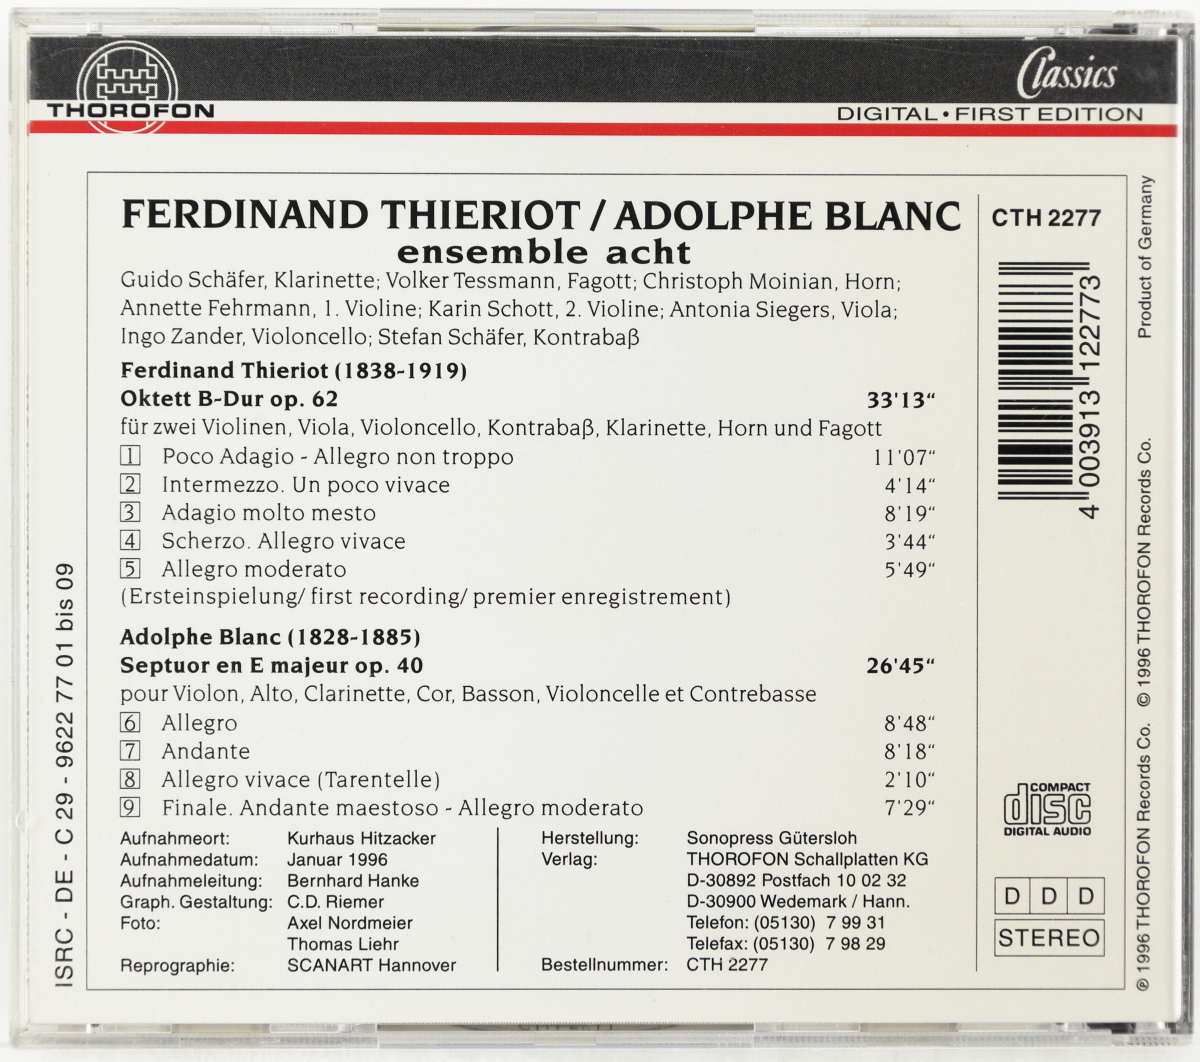 THOROFON
Classics
DIGITAL • FIRST EDITION
FERDINAND THIERIOT / ADOLPHE BLANC
ensemble acht
Guido Schäfer, Klarinette; Volker Tessmann, Fagott; Christoph Moinian, Horn;
Annette Fehrmann, 1. Violine; Karin Schott, 2. Violine; Antonia Siegers, Viola;
Ingo Zander, Violoncello; Stefan Schäfer, Kontrabaß
Ferdinand Thieriot (1838-1919)
Oktett B-Dur op. 62 33'13“
für zwei Violinen, Viola, Violoncello, Kontrabaß, Klarinette, Horn und Fagott
1 Poco Adagio - Allegro non troppo 11'07“
2 Intermezzo. Un poco vivace 4'14“
3 Adagio molto mesto 8'19“
4 Scherzo. Allegro vivace 3'44“
5 Allegro moderato 5'49“
(Ersteinspielung/ first recording/ premier enregistrement)
Adolphe Blanc (1828-1885)
Septuor en E majeur op. 40 26'45“
pour Violon, Alto, Clarinette, Cor, Basson, Violoncelle et Contrebasse
6 Allegro 8'48“
7 Andante 8'18“
8 Allegro vivace (Tarentelle) 2'10“
9 Finale. Andante maestoso - Allegro moderato 7'29“
Aufnahmeort: Kurhaus Hitzacker
Aufnahmedatum: Januar 1996
Aufnahmeleitung: Bernhard Hanke
Graph. Gestaltung: C.D. Riemer
Foto: Axel Nordmeier
Thomas Liehr
Reprographie: SCANART Hannover
Herstellung: Sonopress Gütersloh
Verlag: THOROFON Schallplatten KG
D-30892 Postfach 10 02 32
D-30900 Wedemark / Hann.
Telefon: (05130) 7 99 31
Telefax: (05130) 7 98 29
Bestellnummer: CTH 2277
CTH 2277
4 003913 122773
COMPACT
disc
DIGITAL AUDIO
D D D
STEREO
℗ 1996 THOROFON Records Co. © 1996 THOROFON Records Co. Product of Germany
ISRC - DE - C 29 - 9622 77 01 bis 09